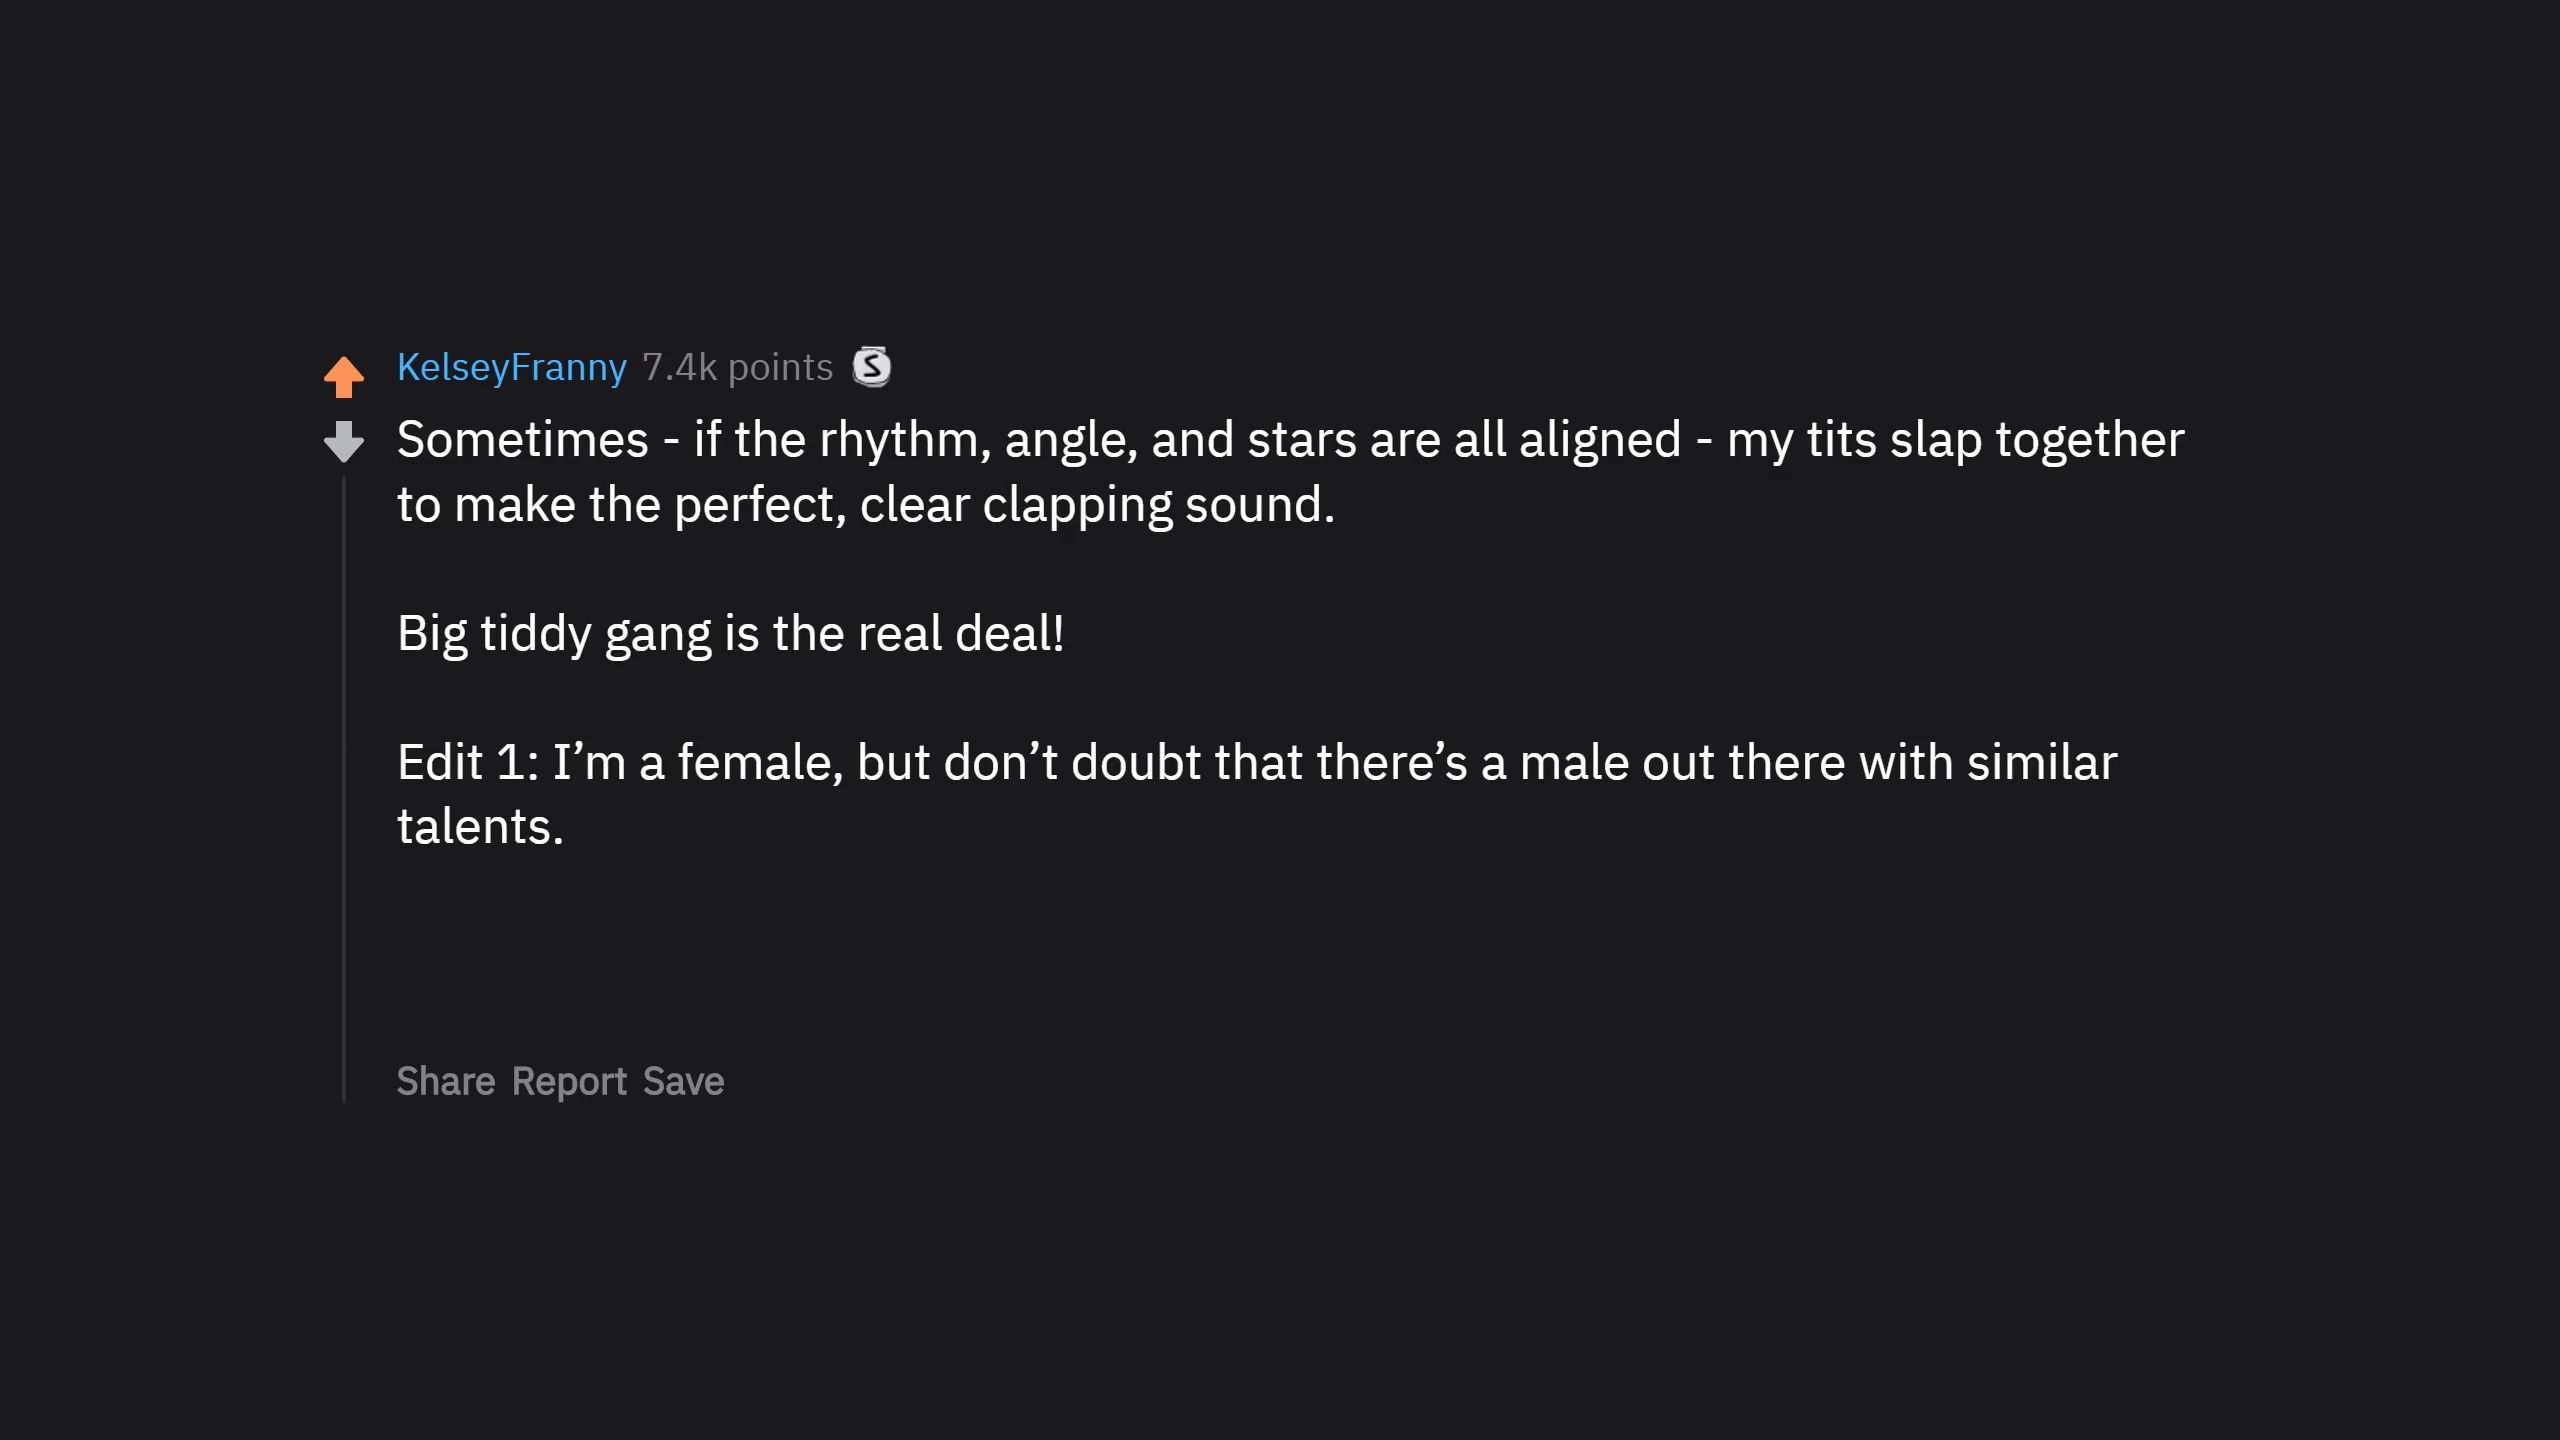 KelseyFranny 7.4k points S
Sometimes - if the rhythm, angle, and stars are all aligned - my tits slap together
to make the perfect, clear clapping sound.
Big tiddy gang is the real deal!
Edit 1: I’m a female, but don’t doubt that there’s a male out there with similar
talents.
Share Report Save